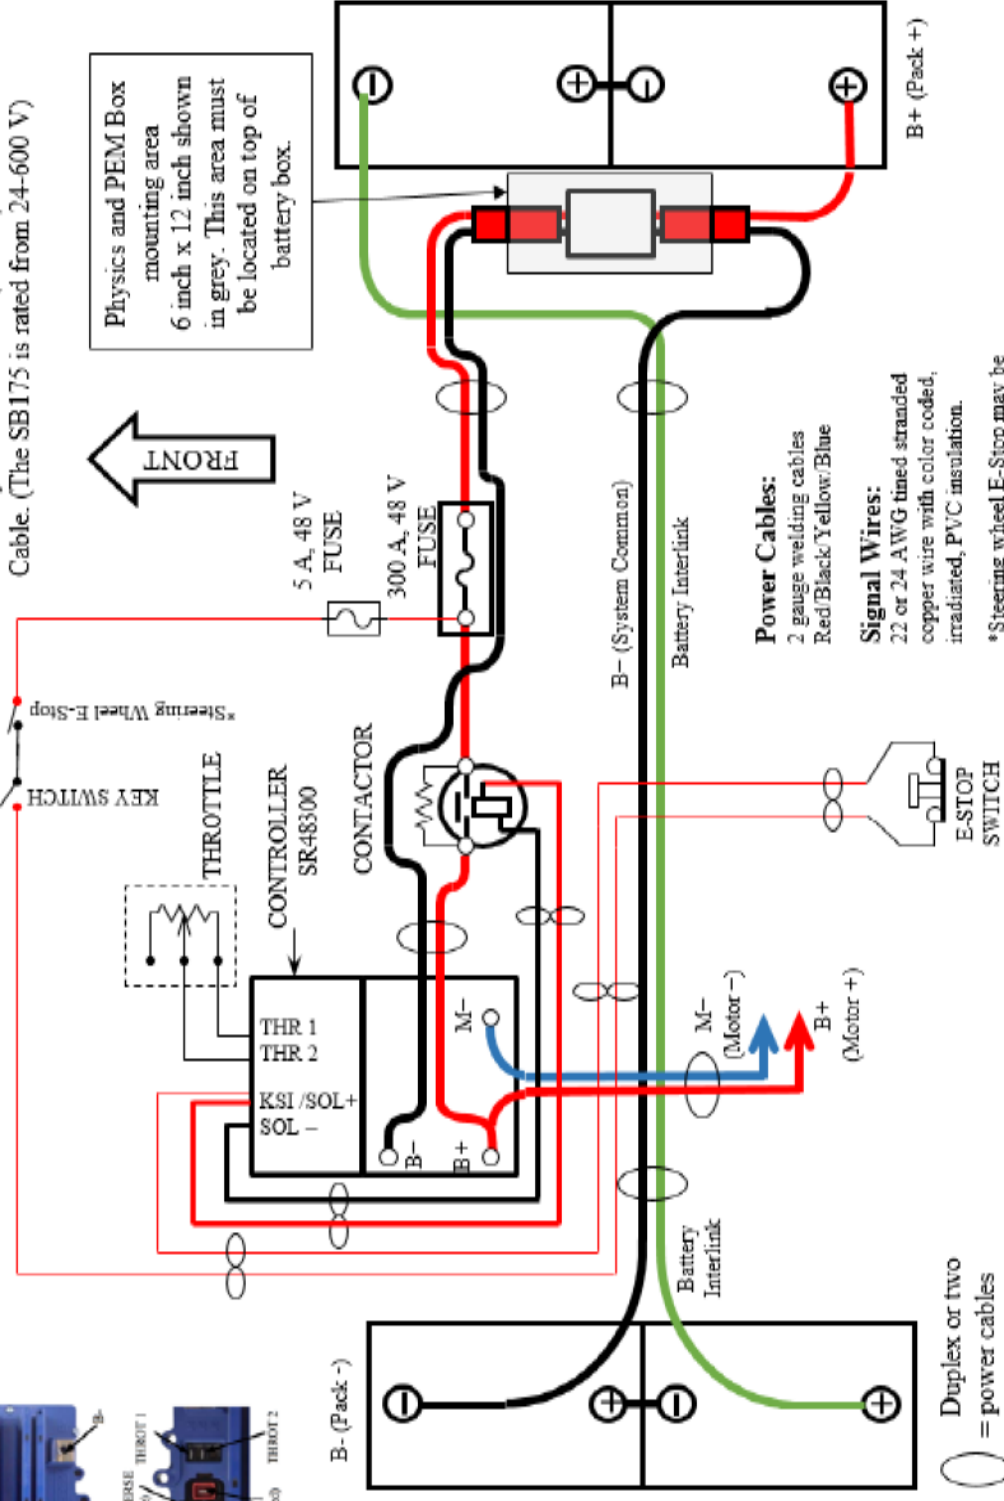 Cable. (The SB175 is rated from 24-600 V)
Physics and PEM Box
mounting area
6 inch x 12 inch shown
in grey. This area must
be located on top of
battery box.
FRONT
B+ (Pack +)
5 A, 48 V
FUSE
300 A, 48 V
FUSE
*Steering Wheel E-Stop
KEY SWITCH
THROTTLE
CONTROLLER
SR48300
CONTACTOR
THR 1
THR 2
KSI /SOL+
SOL −
M−
B−
B+
B− (System Common)
Battery Interlink
Power Cables:
2 gauge welding cables
Red/Black/Yellow/Blue
Signal Wires:
22 or 24 AWG tined stranded
copper wire with color coded,
irradiated, PVC insulation.
*Steering wheel E-Stop may be
E-STOP
SWITCH
M−
(Motor −)
B+
(Motor +)
Battery
Interlink
B- (Pack -)
Duplex or two
= power cables
B-
THROT 1
THROT 2
ERSE